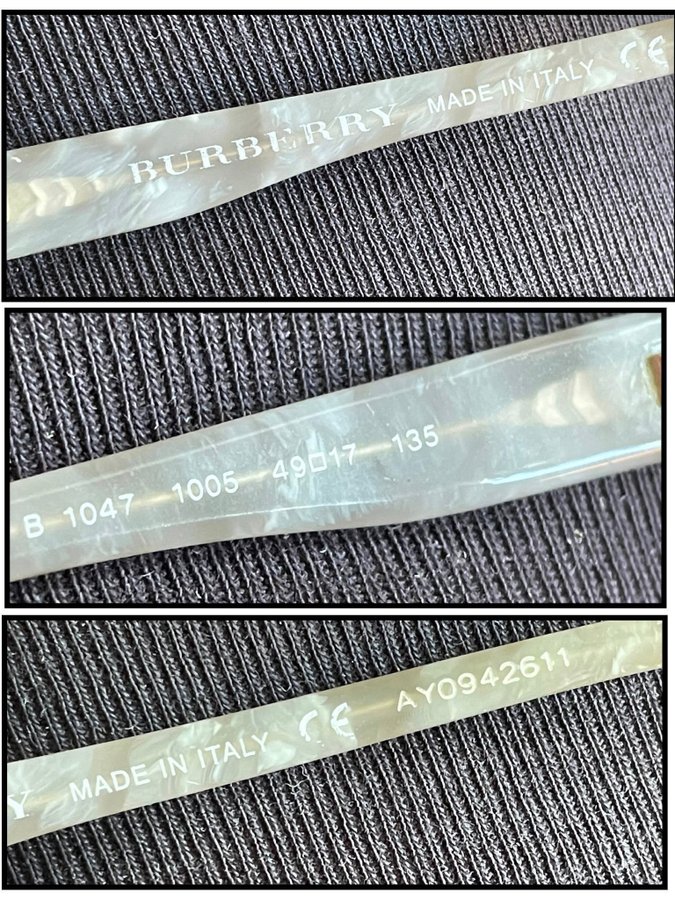 BURBERRY MADE IN ITALY CE
B 1047 1005 49□17 135
Y MADE IN ITALY CE AY0942611